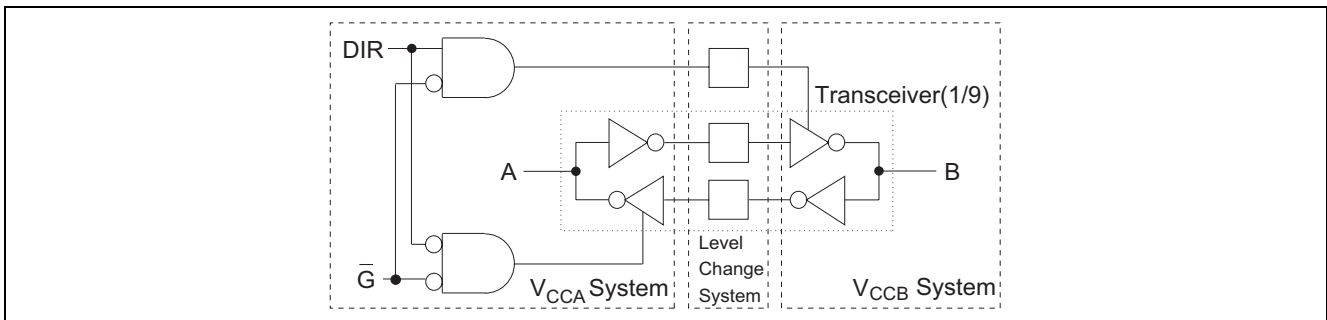 DIR
Transceiver(1/9)
A
B
G̅
Level
Change
System
VCCA System
VCCB System